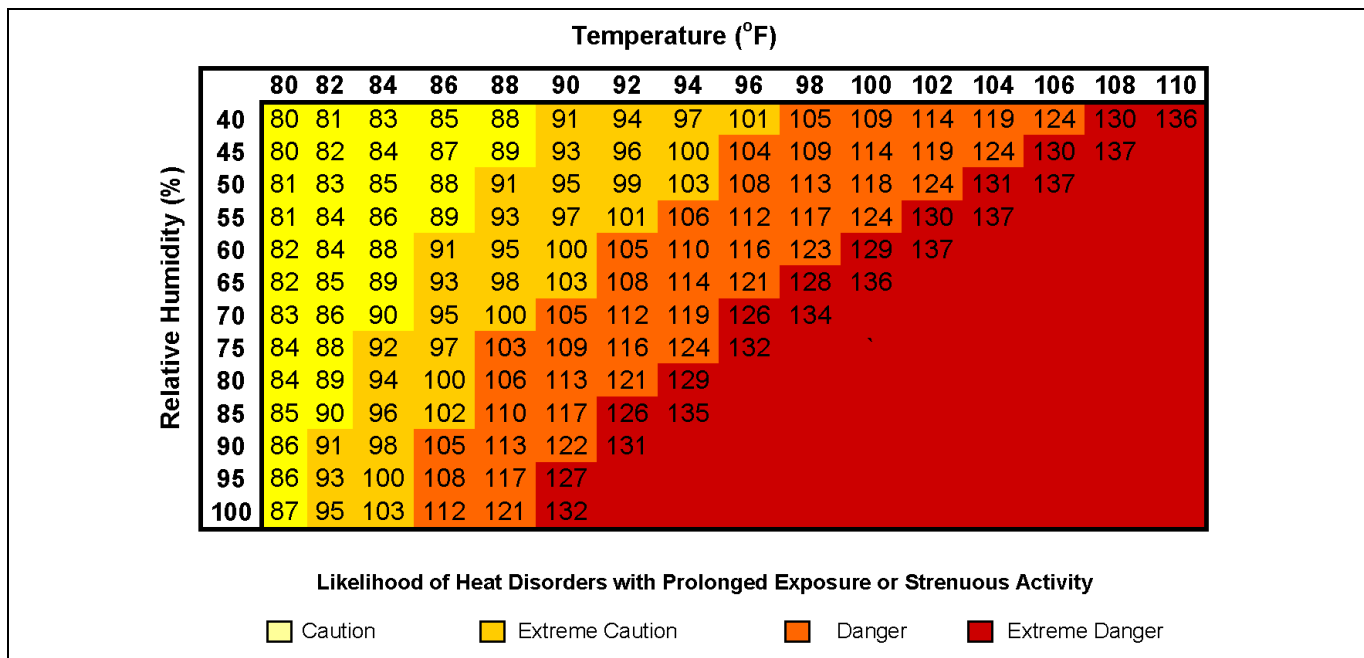 Temperature (°F)
80 82 84 86 88 90 92 94 96 98 100 102 104 106 108 110
Relative Humidity (%)
40 80 81 83 85 88 91 94 97 101 105 109 114 119 124 130 136
45 80 82 84 87 89 93 96 100 104 109 114 119 124 130 137
50 81 83 85 88 91 95 99 103 108 113 118 124 131 137
55 81 84 86 89 93 97 101 106 112 117 124 130 137
60 82 84 88 91 95 100 105 110 116 123 129 137
65 82 85 89 93 98 103 108 114 121 128 136
70 83 86 90 95 100 105 112 119 126 134
75 84 88 92 97 103 109 116 124 132 `
80 84 89 94 100 106 113 121 129
85 85 90 96 102 110 117 126 135
90 86 91 98 105 113 122 131
95 86 93 100 108 117 127
100 87 95 103 112 121 132
Likelihood of Heat Disorders with Prolonged Exposure or Strenuous Activity
Caution Extreme Caution Danger Extreme Danger